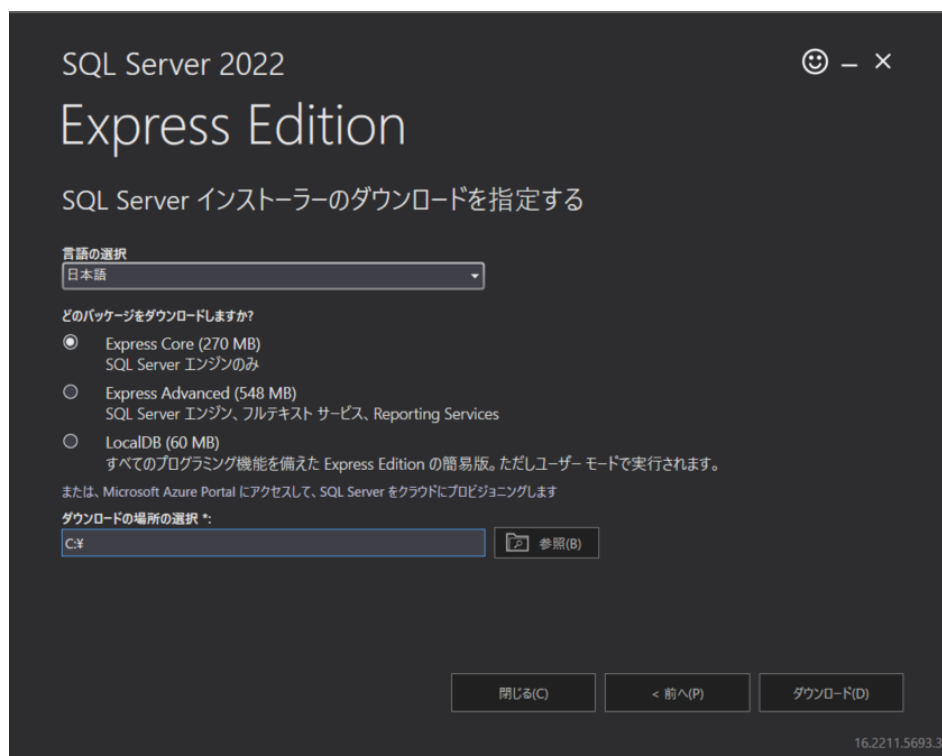 SQL Server 2022
Express Edition
SQL Server インストーラーのダウンロードを指定する
言語の選択
日本語
どのパッケージをダウンロードしますか?
Express Core (270 MB)
SQL Server エンジンのみ
Express Advanced (548 MB)
SQL Server エンジン、フルテキスト サービス、Reporting Services
LocalDB (60 MB)
すべてのプログラミング機能を備えた Express Edition の簡易版。ただしユーザー モードで実行されます。
または、Microsoft Azure Portal にアクセスして、SQL Server をクラウドにプロビジョニングします
ダウンロードの場所の選択 *:
C:¥
参照(B)
閉じる(C)
< 前へ(P)
ダウンロード(D)
16.2211.5693.3